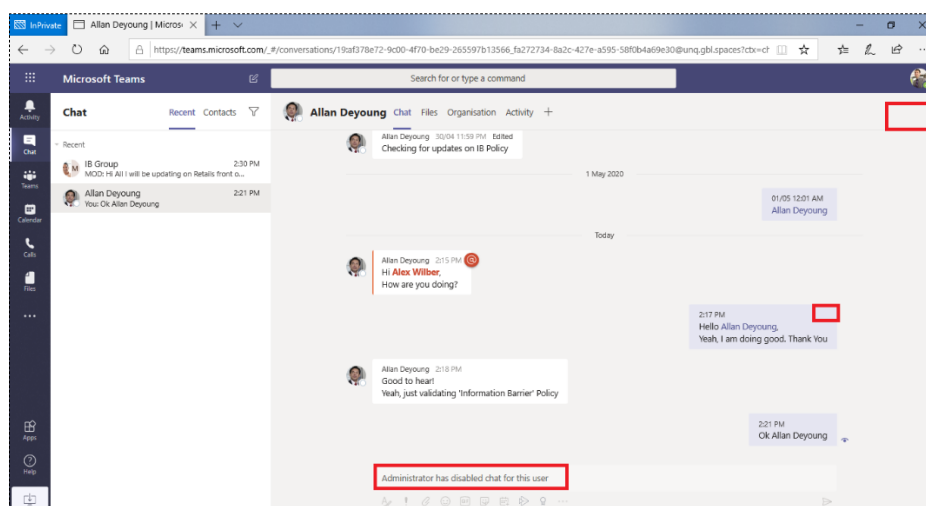 InPrivate
Allan Deyoung | Micros
https://teams.microsoft.com/_#/conversations/19:af378e72-9c00-4f70-be29-265597b13566_fa272734-8a2c-427e-a595-58f0b4a69e30@unq.gbl.spaces?ctx=ch
Microsoft Teams
Search for or type a command
Activity
Chat
Teams
Calendar
Calls
Files
Apps
Help
Chat Recent Contacts
Recent
IB Group 2:30 PM
MOD: Hi All I will be updating on Retails front o...
Allan Deyoung 2:21 PM
You: Ok Allan Deyoung
Allan Deyoung Chat Files Organisation Activity
Allan Deyoung 30/04 11:59 PM Edited
Checking for updates on IB Policy
1 May 2020
01/05 12:01 AM
Allan Deyoung
Today
Allan Deyoung 2:15 PM @
Hi Alex Wilber,
How are you doing?
2:17 PM
Hello Allan Deyoung,
Yeah, I am doing good. Thank You
Allan Deyoung 2:18 PM
Good to hear!
Yeah, just validating 'Information Barrier' Policy
2:21 PM
Ok Allan Deyoung
Administrator has disabled chat for this user